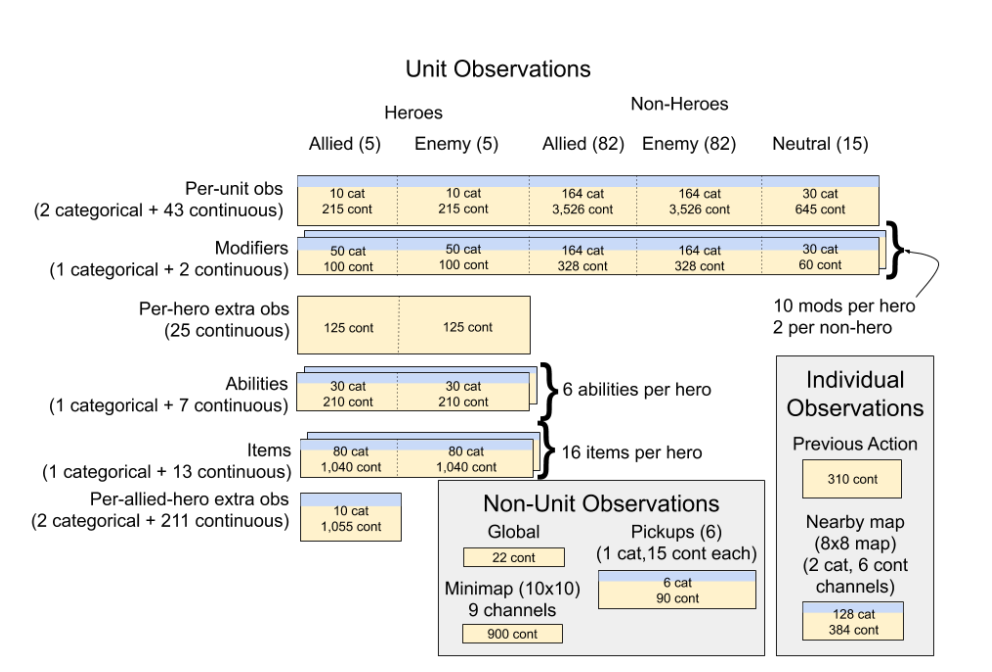 Unit Observations
Heroes
Non-Heroes
Allied (5)
Enemy (5)
Allied (82)
Enemy (82)
Neutral (15)
Per-unit obs
(2 categorical + 43 continuous)
10 cat
215 cont
10 cat
215 cont
164 cat
3,526 cont
164 cat
3,526 cont
30 cat
645 cont
Modifiers
(1 categorical + 2 continuous)
50 cat
100 cont
50 cat
100 cont
164 cat
328 cont
164 cat
328 cont
30 cat
60 cont
10 mods per hero
2 per non-hero
Per-hero extra obs
(25 continuous)
125 cont
125 cont
Abilities
(1 categorical + 7 continuous)
30 cat
210 cont
30 cat
210 cont
6 abilities per hero
Items
(1 categorical + 13 continuous)
80 cat
1,040 cont
80 cat
1,040 cont
16 items per hero
Per-allied-hero extra obs
(2 categorical + 211 continuous)
10 cat
1,055 cont
Non-Unit Observations
Global
22 cont
Minimap (10x10)
9 channels
900 cont
Pickups (6)
(1 cat,15 cont each)
6 cat
90 cont
Individual
Observations
Previous Action
310 cont
Nearby map
(8x8 map)
(2 cat, 6 cont
channels)
128 cat
384 cont